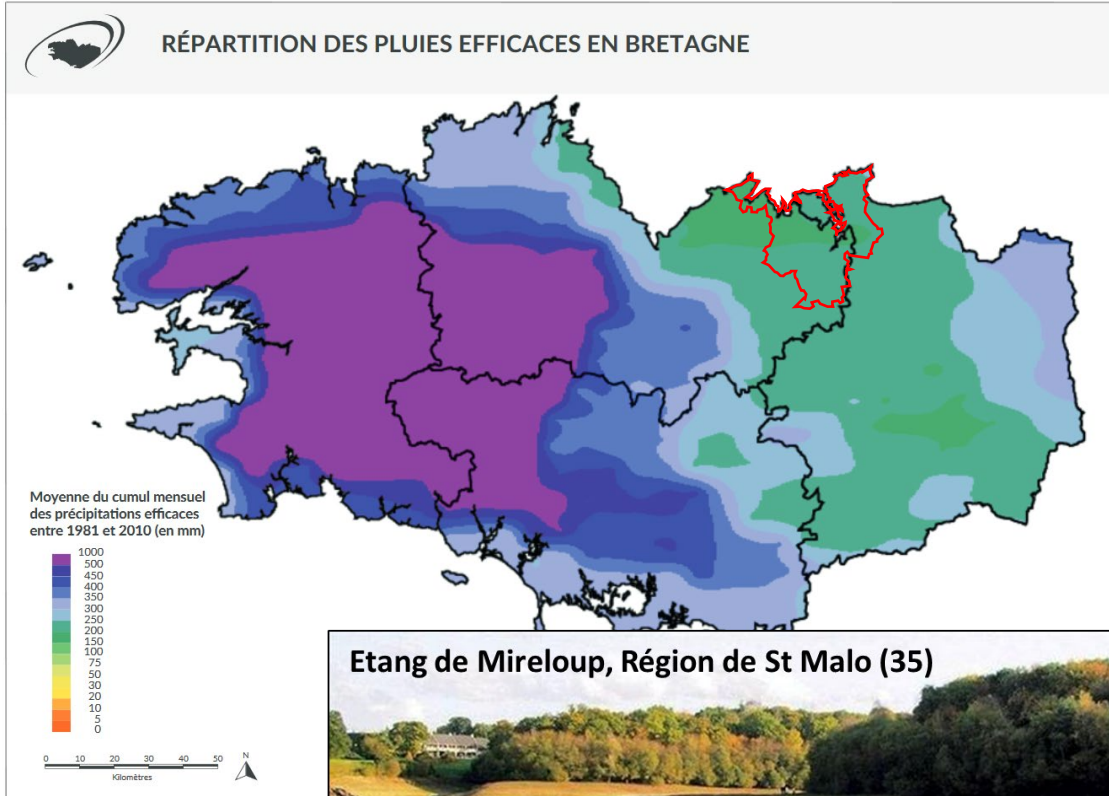 RÉPARTITION DES PLUIES EFFICACES EN BRETAGNE
Moyenne du cumul mensuel
des précipitations efficaces
entre 1981 et 2010 (en mm)
1000
500
450
400
350
300
250
200
150
100
75
50
30
20
10
5
0
0 10 20 30 40 50
Kilomètres
N
Etang de Mireloup, Région de St Malo (35)